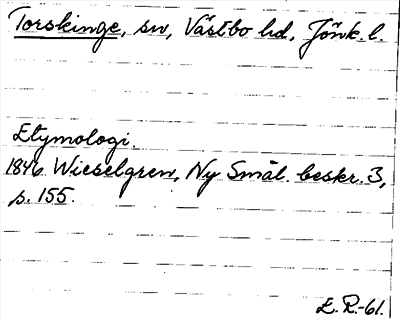 Torskinge, sn, Västbo hd, Jönk. l.
Etymologi.
1846 Wieselgren, Ny Smål. beskr. 3,
s. 155.
E. R.-61.